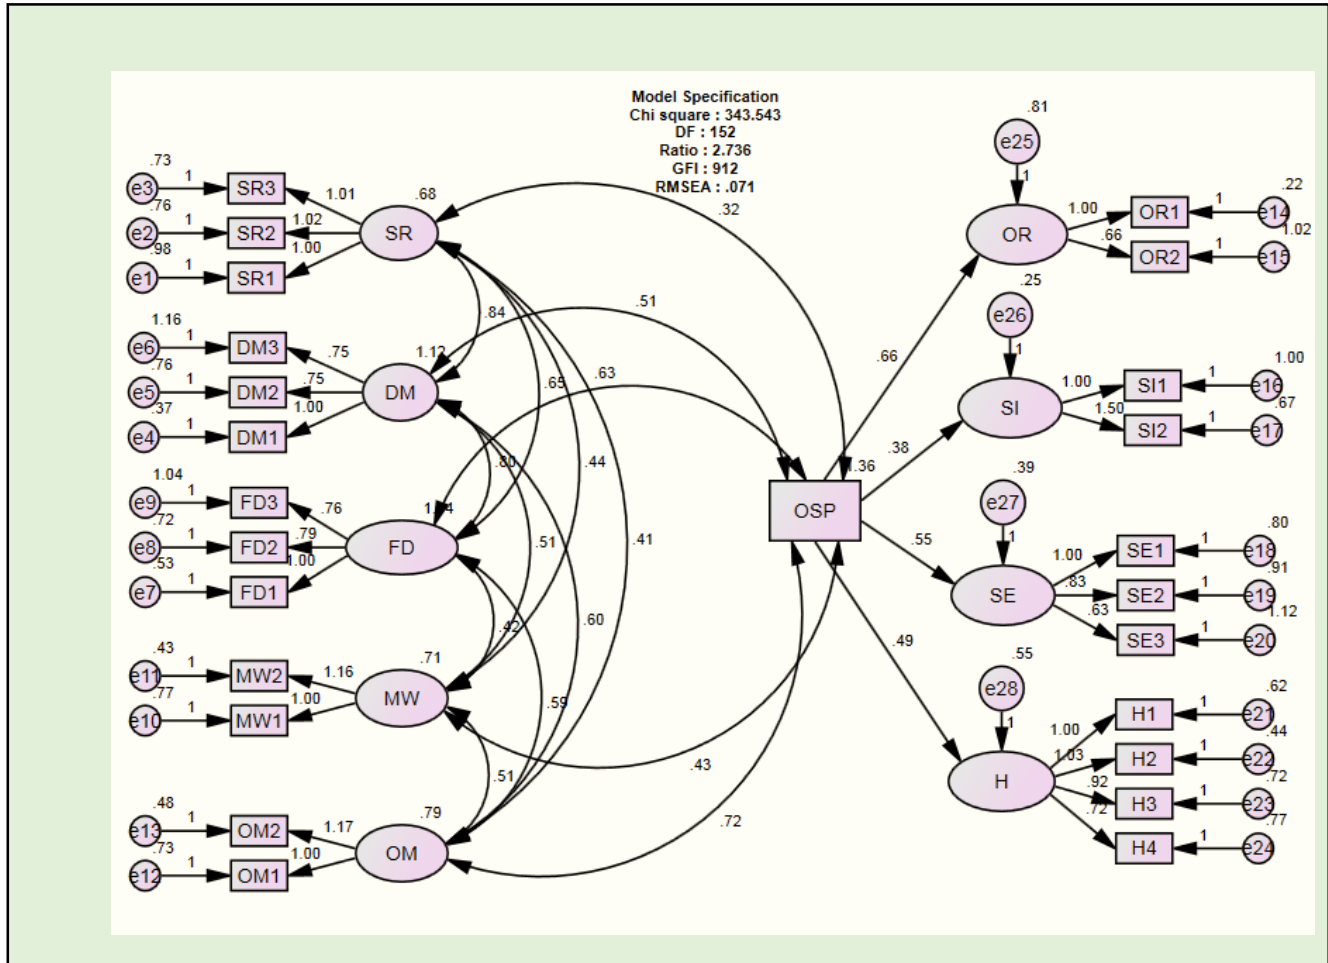 Model Specification
Chi square : 343.543
DF : 152
Ratio : 2.736
GFI : 912
RMSEA : .071
.73
e3
1
SR3
1.01
.76
e2
1
SR2
1.02
.98
e1
1
SR1
1.00
.68
SR
1.16
e6
1
DM3
.75
.76
e5
1
DM2
.75
.37
e4
1
DM1
1.00
1.12
DM
1.04
e9
1
FD3
.76
.72
e8
1
FD2
.79
.53
e7
1
FD1
1.00
FD
.43
e11
1
MW2
1.16
.77
e10
1
MW1
1.00
.71
MW
.48
e13
1
OM2
1.17
.73
e12
1
OM1
1.00
.79
OM
.32
.51
.84
.65
.63
.80
.44
.51
.41
.42
.60
.59
.51
.43
.72
1.36
OSP
.66
.38
.55
.49
.81
e25
1
OR
1.00
OR1
1
.22
e14
.66
OR2
1
1.02
e15
.25
e26
1
SI
1.00
SI1
1
1.00
e16
1.50
SI2
1
.67
e17
.39
e27
1
SE
1.00
SE1
1
.80
e18
.83
SE2
1
.91
e19
.63
SE3
1
1.12
e20
.55
e28
1
H
1.00
H1
1
.62
e21
1.03
H2
1
.44
e22
.92
H3
1
.72
e23
.72
H4
1
.77
e24